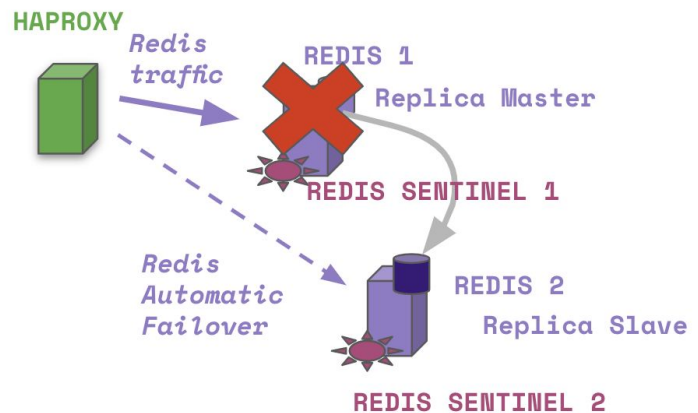 HAPROXY
Redis
traffic
REDIS 1
Replica Master
REDIS SENTINEL 1
Redis
Automatic
Failover
REDIS 2
Replica Slave
REDIS SENTINEL 2